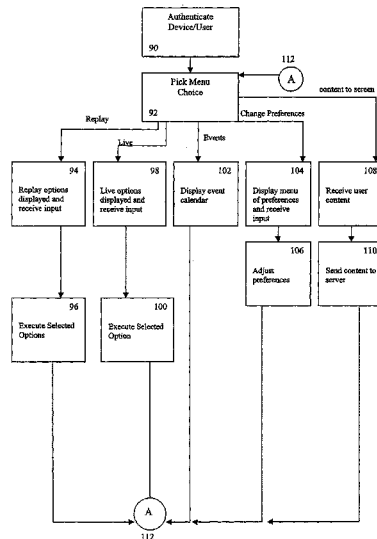 Authenticate
Device/User
90
112
A
Pick Menu
Choice
92
content to screen
Replay
Live
Events
Change Preferences
94
Replay options
displayed and
receive input
98
Live options
displayed and
receive input
102
Display event
calendar
104
Display menu
of preferences
and receive
input
108
Receive user
content
106
Adjust
preferences
110
Send content to
server
96
Execute Selected
Options
100
Execute Selected
Option
A
112